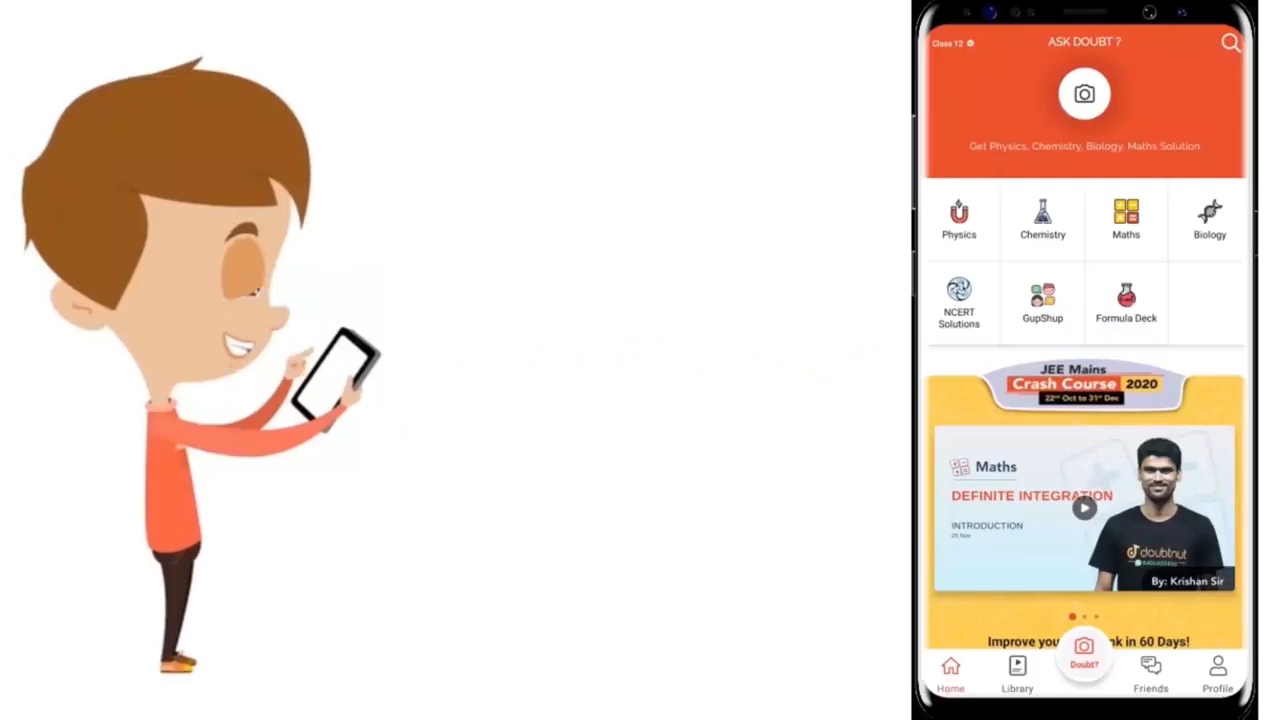 Class 12
ASK DOUBT ?
Get Physics, Chemistry, Biology, Maths Solution
Physics
Chemistry
Maths
Biology
NCERT
Solutions
GupShup
Formula Deck
JEE Mains
Crash Course 2020
22nd Oct to 31st Dec
Maths
DEFINITE INTEGRATION
INTRODUCTION
doubtnut
By: Krishan Sir
Improve you nk in 60 Days!
Doubt?
Home
Library
Friends
Profile